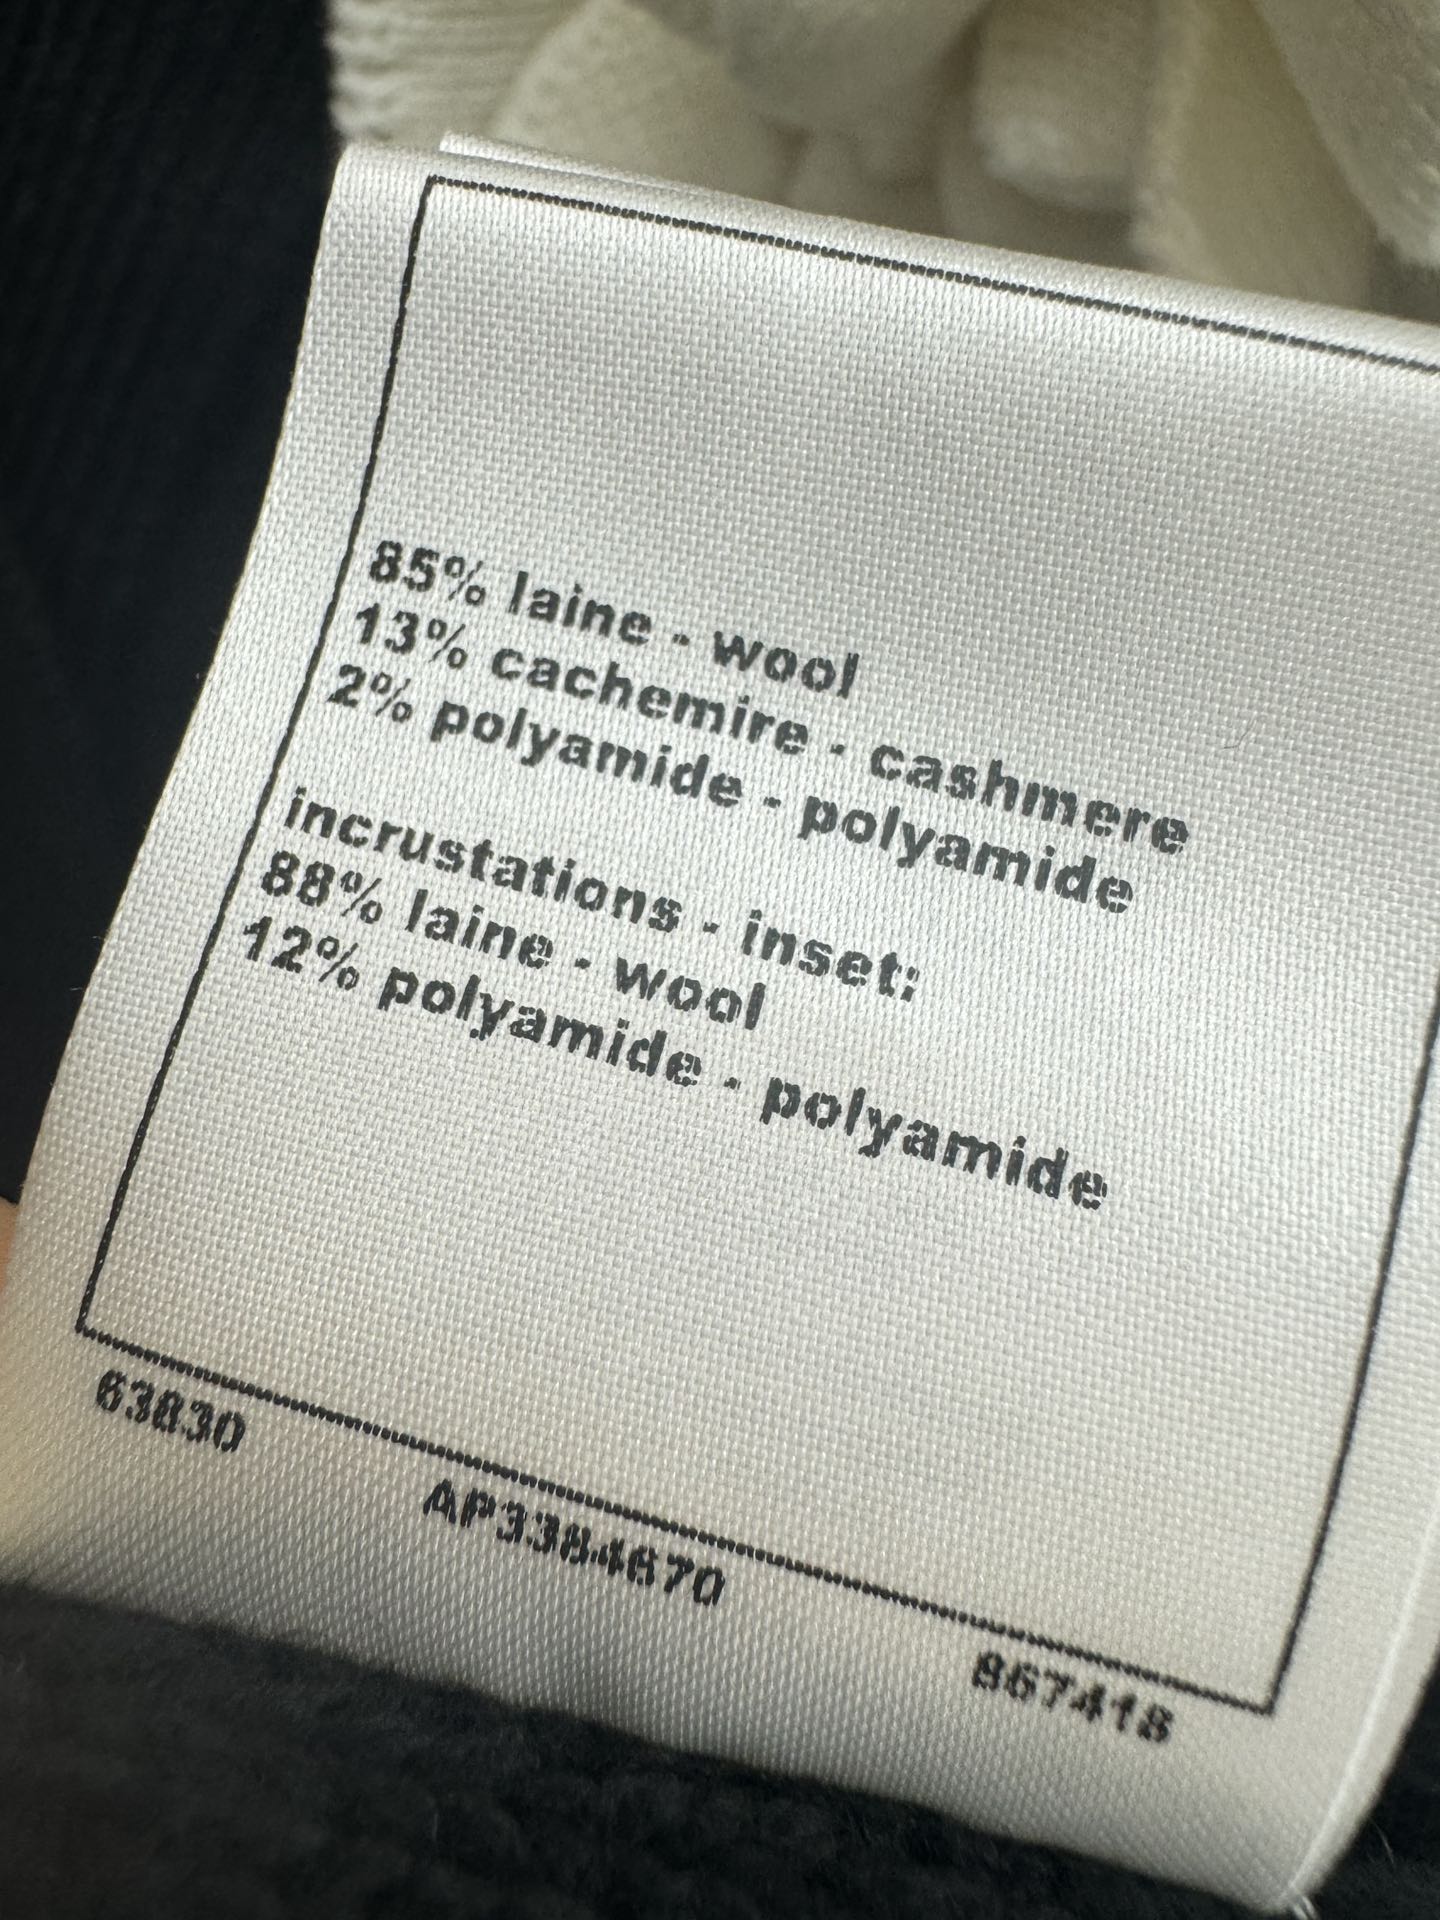 85% laine - wool
13% cachemire - cashmere
2% polyamide - polyamide
incrustations - inset:
88% laine - wool
12% polyamide - polyamide
63830
AP3384670
867418